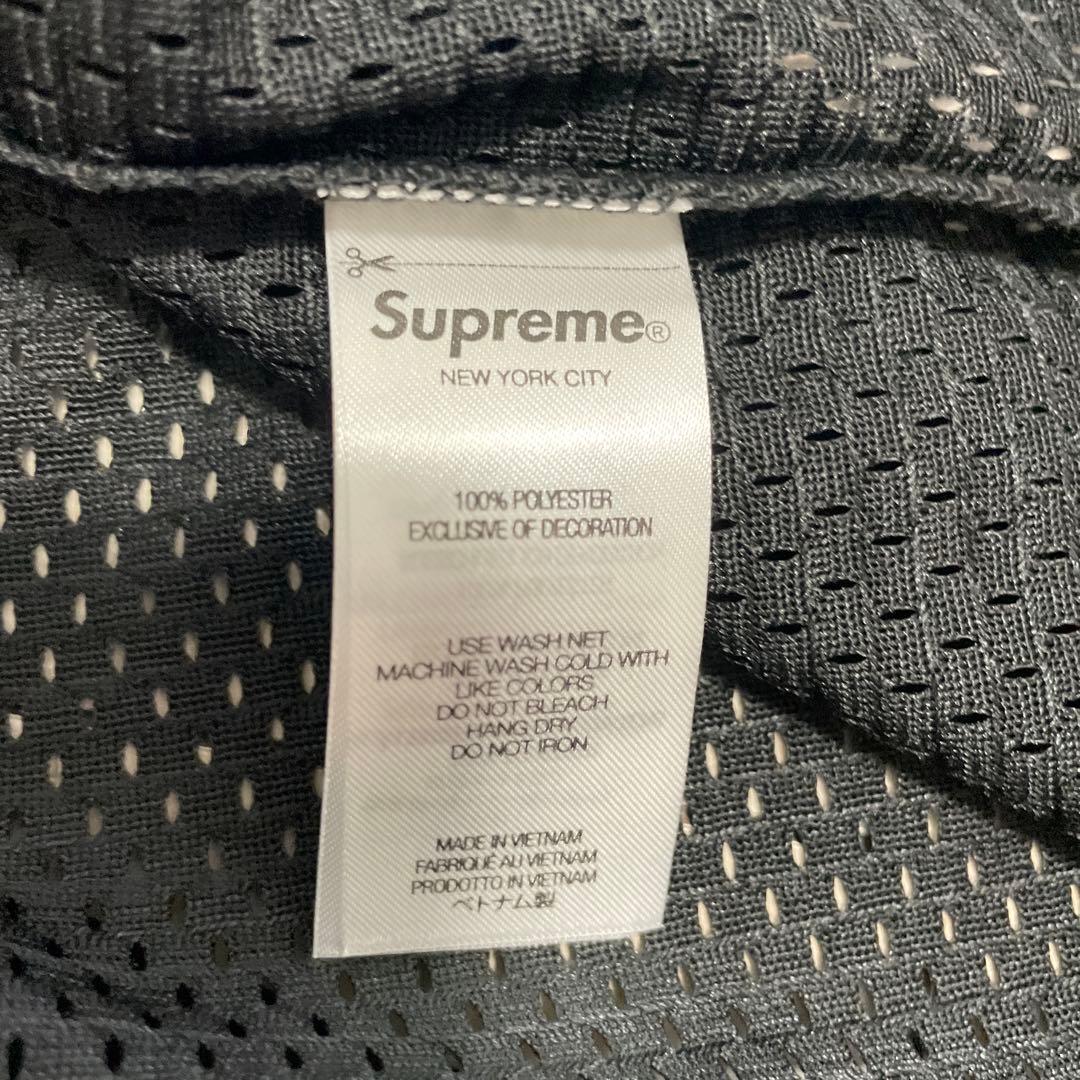 Supreme®
NEW YORK CITY
100% POLYESTER
EXCLUSIVE OF DECORATION
USE WASH NET
MACHINE WASH COLD WITH
LIKE COLORS
DO NOT BLEACH
HANG DRY
DO NOT IRON
MADE IN VIETNAM
FABRIQUÉ AU VIETNAM
PRODOTTO IN VIETNAM
ベトナム製